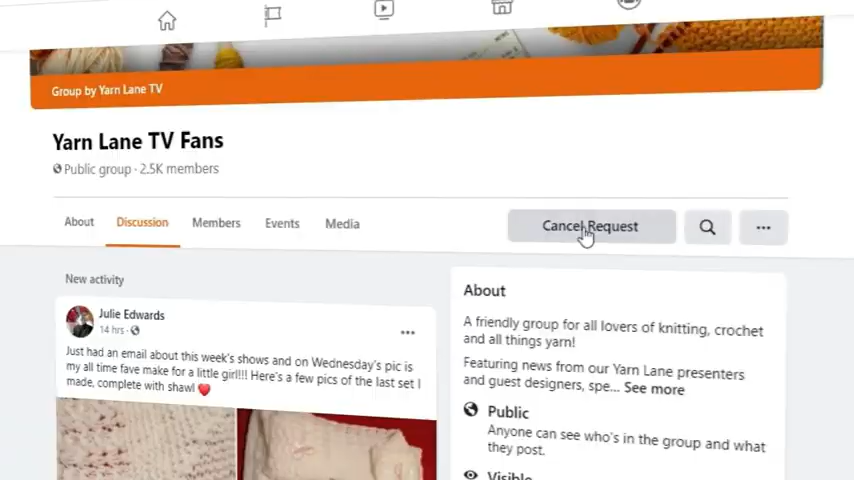 Group by Yarn Lane TV
Yarn Lane TV Fans
Public group · 2.5K members
About Discussion Members Events Media Cancel Request ...
New activity
Julie Edwards
14 hrs ·
Just had an email about this week's shows and on Wednesday's pic is
my all time fave make for a little girl!!! Here's a few pics of the last set I
made, complete with shawl ❤️
About
A friendly group for all lovers of knitting, crochet
and all things yarn!
Featuring news from our Yarn Lane presenters
and guest designers, spe... See more
Public
Anyone can see who's in the group and what
they post.
Visible